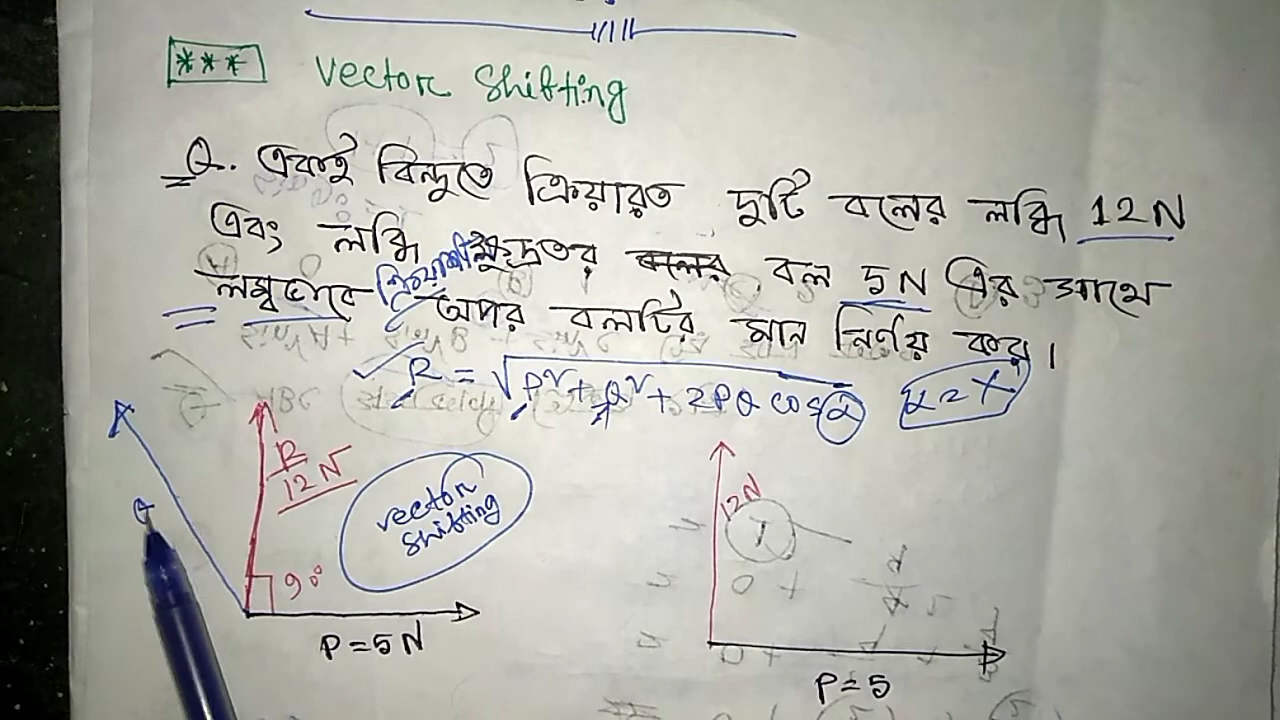 *** Vector Shifting
Q. একই বিন্দুতে ক্রিয়ারত দুটি বলের লব্ধি 12N
এবং লব্ধি ক্ষুদ্রতর বল 5N এর সাথে
লম্বভাবে ক্রিয়াশীল অপর বলটির মান নির্ণয় কর।
R = √P²+Q²+2PQ cosα α=X
R
12N
vector
shifting
Q
90°
P=5N
12N
P=5